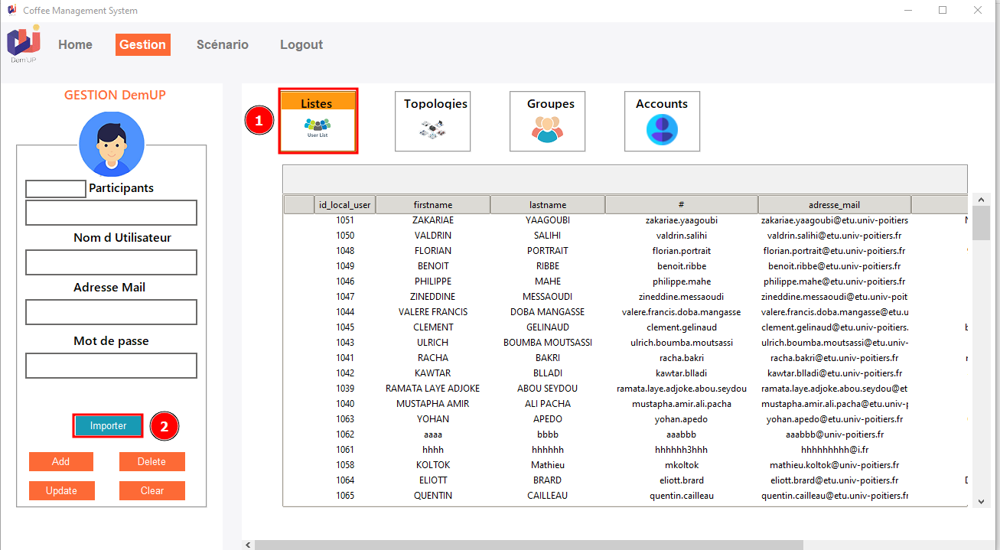 Coffee Management System
Dem'UP
Home Gestion Scénario Logout
GESTION DemUP
Participants
Nom d Utilisateur
Adresse Mail
Mot de passe
Importer 2
Add Delete
Update Clear
1
Listes Topologies Groupes Accounts
User List
id_local_user firstname lastname # adresse_mail
1051 ZAKARIAE YAAGOUBI zakariae.yaagoubi zakariae.yaagoubi@etu.univ-poitiers
1050 VALDRIN SALIHI valdrin.salihi valdrin.salihi@etu.univ-poitiers.fr
1048 FLORIAN PORTRAIT florian.portrait florian.portrait@etu.univ-poitiers.fr
1049 BENOIT RIBBE benoit.ribbe benoit.ribbe@etu.univ-poitiers.fr
1046 PHILIPPE MAHE philippe.mahe philippe.mahe@etu.univ-poitiers.fr
1047 ZINEDDINE MESSAOUDI zineddine.messaoudi zineddine.messaoudi@etu.univ-poit
1044 VALERE FRANCIS DOBA MANGASSE valere.francis.doba.mangasse valere.francis.doba.mangasse@etu.u
1045 CLEMENT GELINAUD clement.gelinaud clement.gelinaud@etu.univ-poitiers.
1043 ULRICH BOUMBA MOUTSASSI ulrich.boumba.moutsassi ulrich.boumba.moutsassi@etu.univ-
1041 RACHA BAKRI racha.bakri racha.bakri@etu.univ-poitiers.fr
1042 KAWTAR BLLADI kawtar.blladi kawtar.blladi@etu.univ-poitiers.fr
1039 RAMATA LAYE ADJOKE ABOU SEYDOU ramata.laye.adjoke.abou.seydou ramata.laye.adjoke.abou.seydou@et
1040 MUSTAPHA AMIR ALI PACHA mustapha.amir.ali.pacha mustapha.amir.ali.pacha@etu.univ-p
1063 YOHAN APEDO yohan.apedo yohan.apedo@etu.univ-poitiers.fr
1062 aaaa bbbb aaabbb aaabbb@univ-poitiers.fr
1061 hhhh hhhhhh hhhhhh3hhh hhhhhhhhh@i.fr
1058 KOLTOK Mathieu mkoltok mathieu.koltok@univ-poitiers.fr
1064 ELIOTT BRARD eliott.brard eliott.brard@etu.univ-poitiers.fr
1065 QUENTIN CAILLEAU quentin.cailleau quentin.cailleau@etu.univ-poitiers.fr